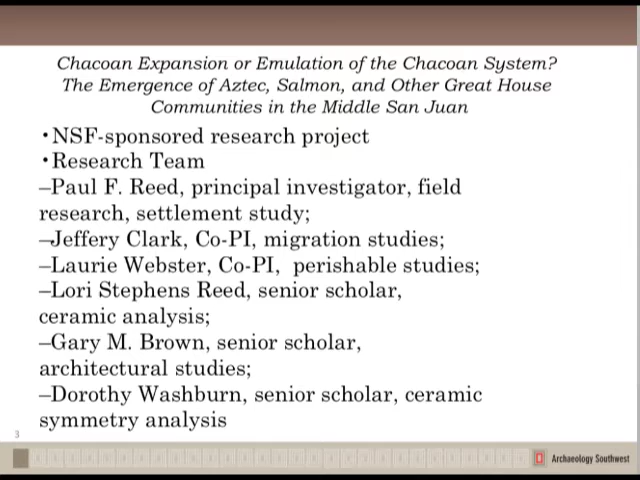 Chacoan Expansion or Emulation of the Chacoan System?
The Emergence of Aztec, Salmon, and Other Great House
Communities in the Middle San Juan
•NSF-sponsored research project
•Research Team
–Paul F. Reed, principal investigator, field
research, settlement study;
–Jeffery Clark, Co-PI, migration studies;
–Laurie Webster, Co-PI,  perishable studies;
–Lori Stephens Reed, senior scholar,
ceramic analysis;
–Gary M. Brown, senior scholar,
architectural studies;
–Dorothy Washburn, senior scholar, ceramic
symmetry analysis
3
Archaeology Southwest